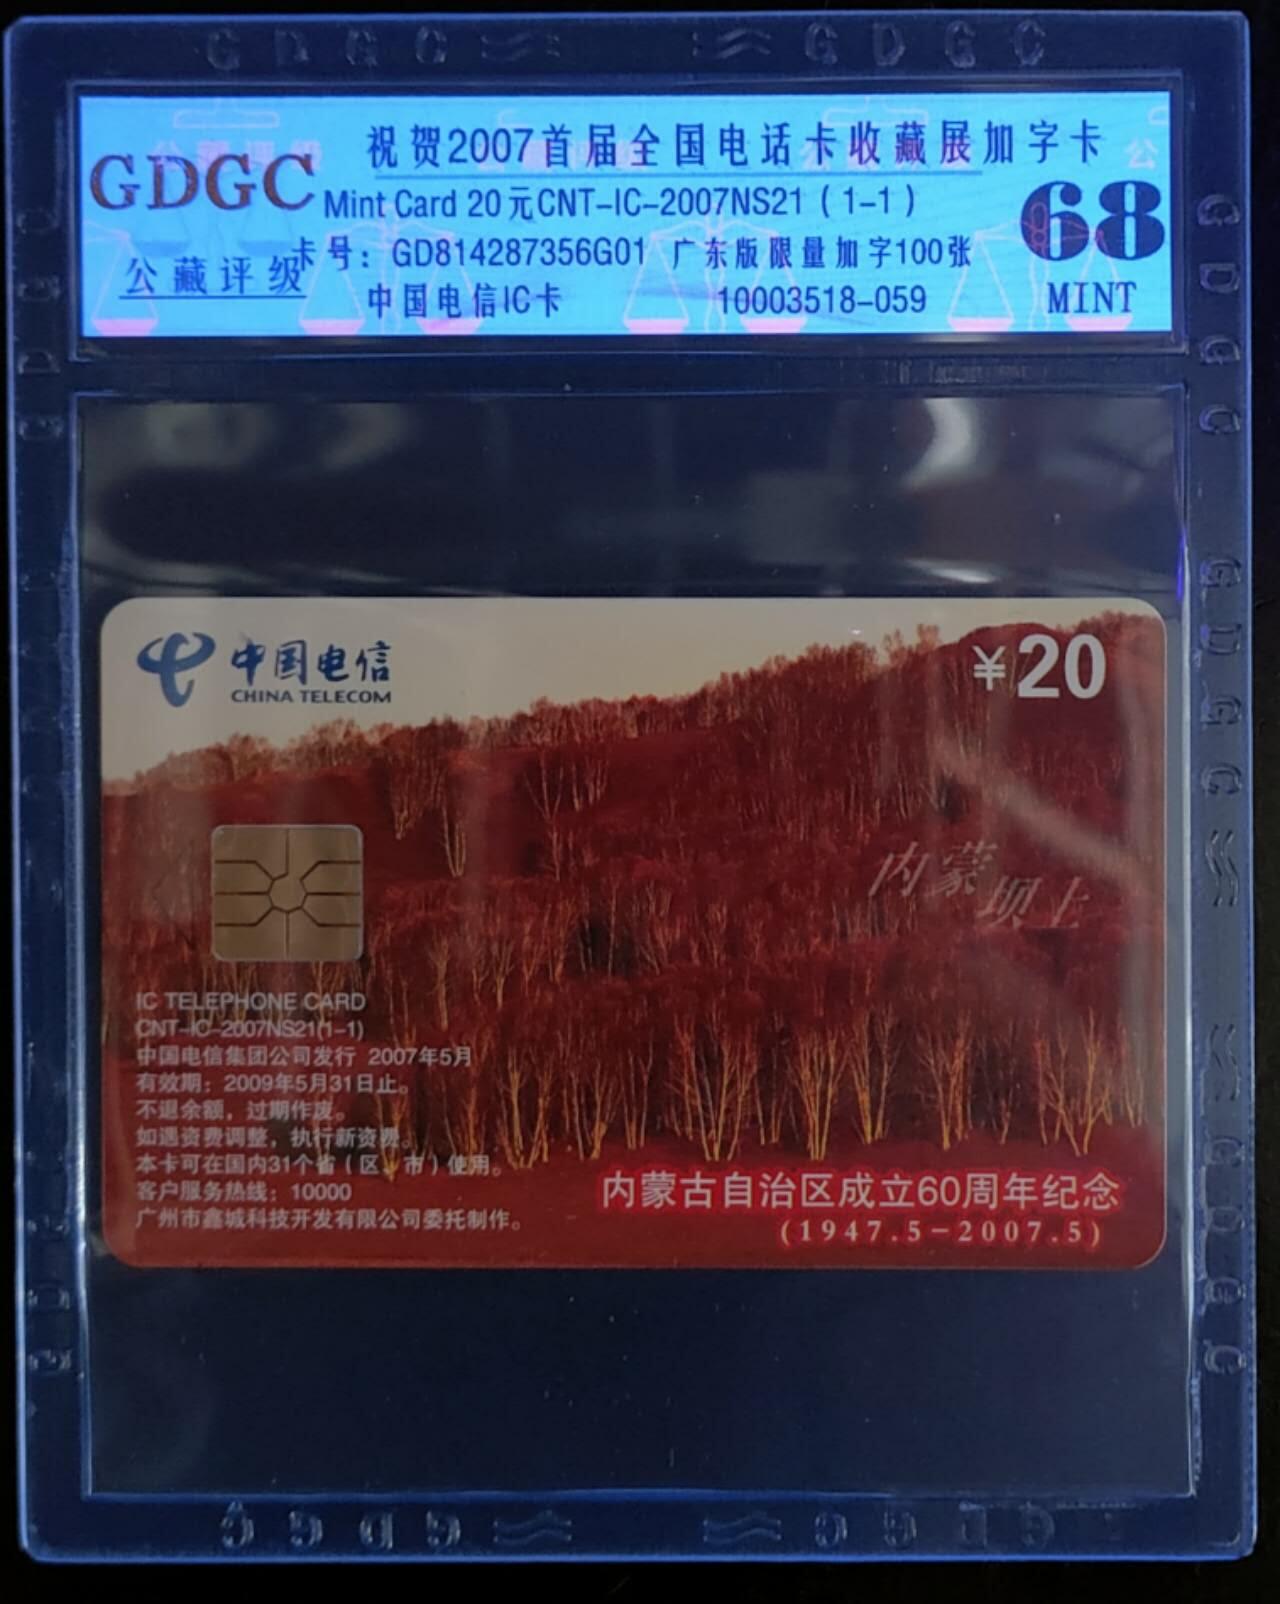 GDGC GDGC
祝贺2007首届全国电话卡收藏展加字卡
GDGC
Mint Card 20元CNT-IC-2007NS21（1-1）
68
卡号：GD814287356G01 广东版限量加字100张
公藏评级
中国电信IC卡 10003518-059
MINT
中国电信
CHINA TELECOM
¥20
内蒙坝上
IC TELEPHONE CARD
CNT-IC-2007NS21(1-1)
中国电信集团公司发行 2007年5月
有效期：2009年5月31日止。
不退余额，过期作废。
如遇资费调整，执行新资费。
本卡可在国内31个省（区、市）使用。
客户服务热线：10000
广州市鑫城科技开发有限公司委托制作。
内蒙古自治区成立60周年纪念
(1947.5-2007.5)